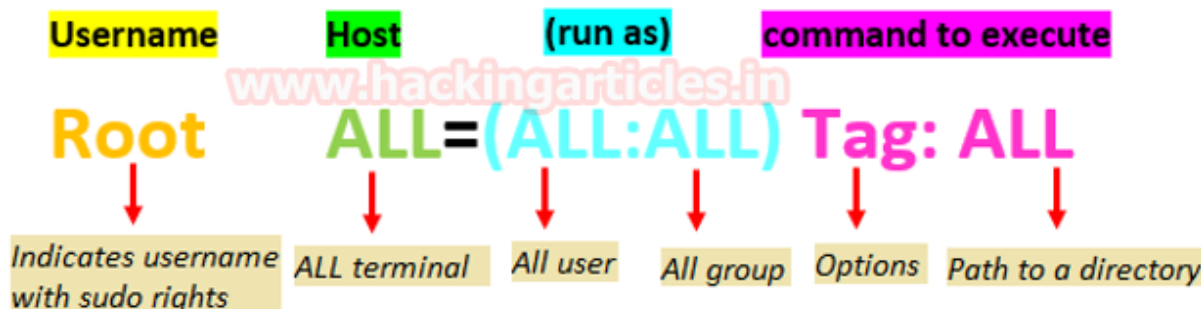 Username Host (run as) command to execute
www.hackingarticles.in
Root ALL=(ALL:ALL) Tag: ALL
Indicates username ALL terminal All user All group Options Path to a directory
with sudo rights